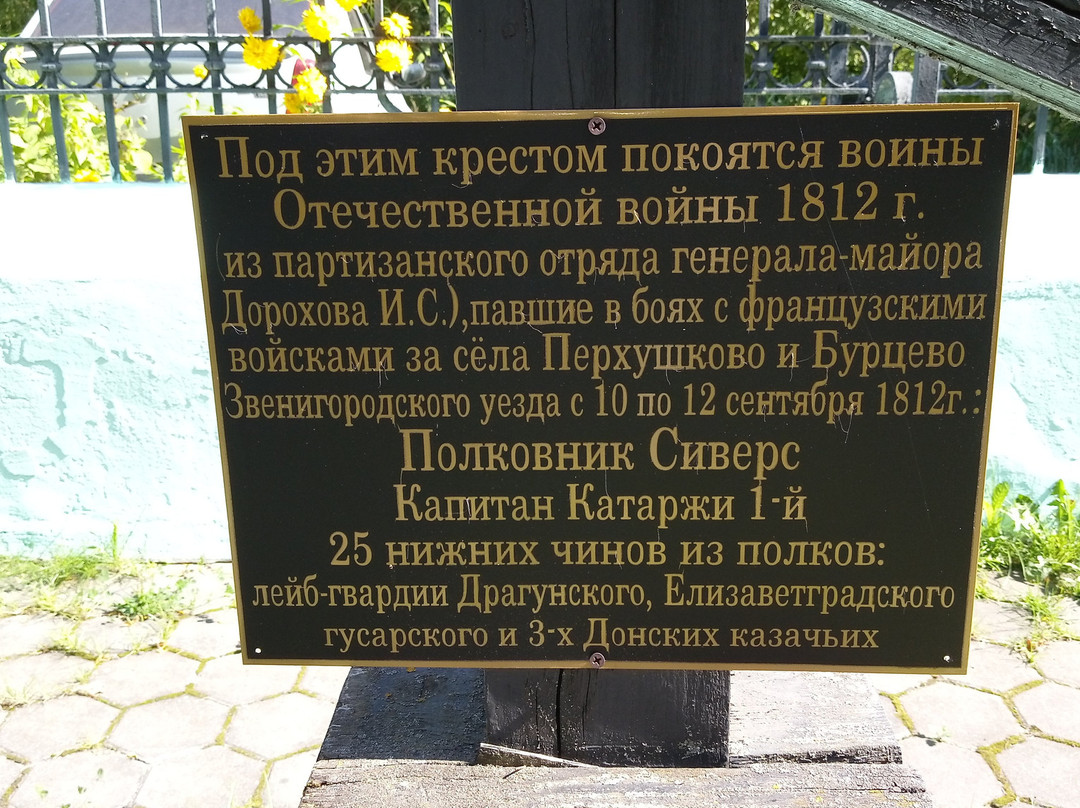 Под этим крестом покоятся воины
Отечественной войны 1812 г.
(из партизанского отряда генерала-майора
Дорохова И.С.),павшие в боях с французскими
войсками за сёла Перхушково и Бурцево
Звенигородского уезда с 10 по 12 сентября 1812г.:
Полковник Сиверс
Капитан Катаржи 1-й
25 нижних чинов из полков:
лейб-гвардии Драгунского, Елизаветградского
гусарского и 3-х Донских казачьих